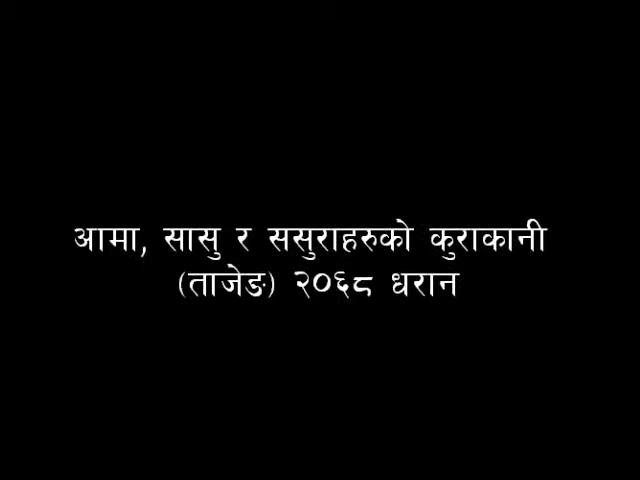 आमा, सासु र ससुराहरुको कुराकानी
(ताजेङ) २०६८ धरान